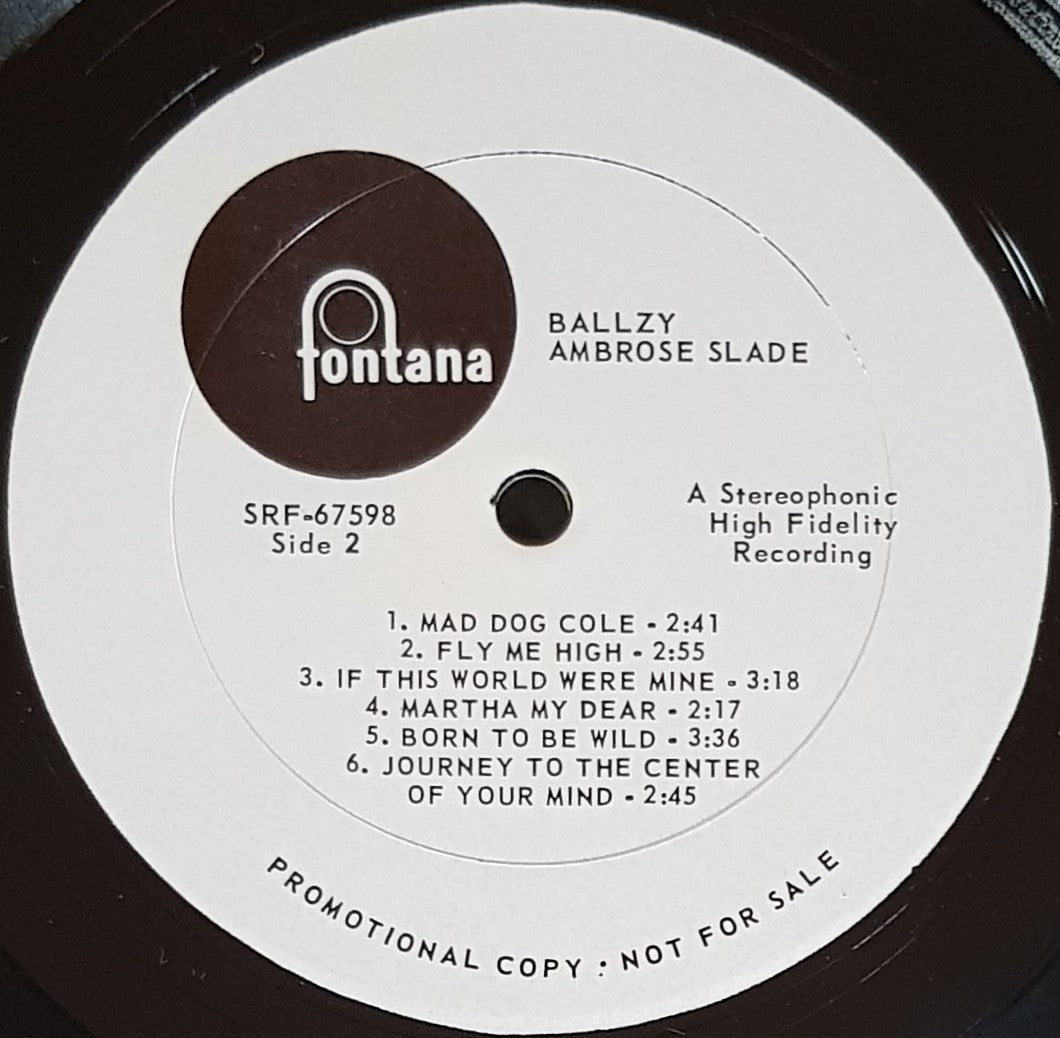 fontana
BALLZY
AMBROSE SLADE
SRF-67598
Side 2
A Stereophonic
High Fidelity
Recording
1. MAD DOG COLE - 2:41
2. FLY ME HIGH - 2:55
3. IF THIS WORLD WERE MINE - 3:18
4. MARTHA MY DEAR - 2:17
5. BORN TO BE WILD - 3:36
6. JOURNEY TO THE CENTER
OF YOUR MIND - 2:45
PROMOTIONAL COPY : NOT FOR SALE